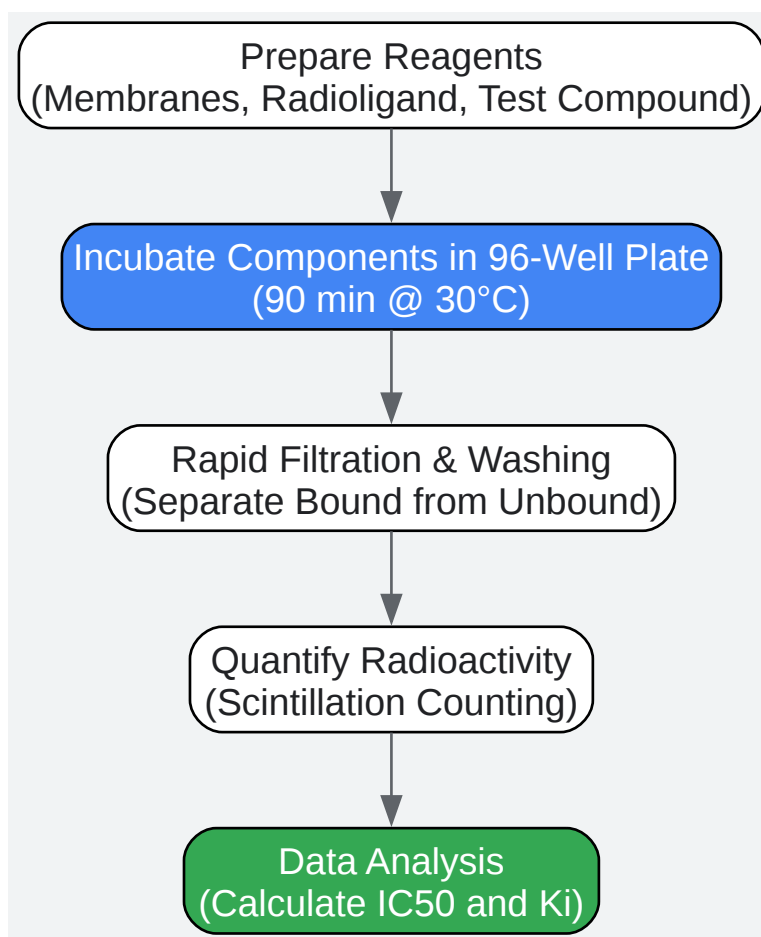 Prepare Reagents
(Membranes, Radioligand, Test Compound)
Incubate Components in 96-Well Plate
(90 min @ 30°C)
Rapid Filtration & Washing
(Separate Bound from Unbound)
Quantify Radioactivity
(Scintillation Counting)
Data Analysis
(Calculate IC50 and Ki)